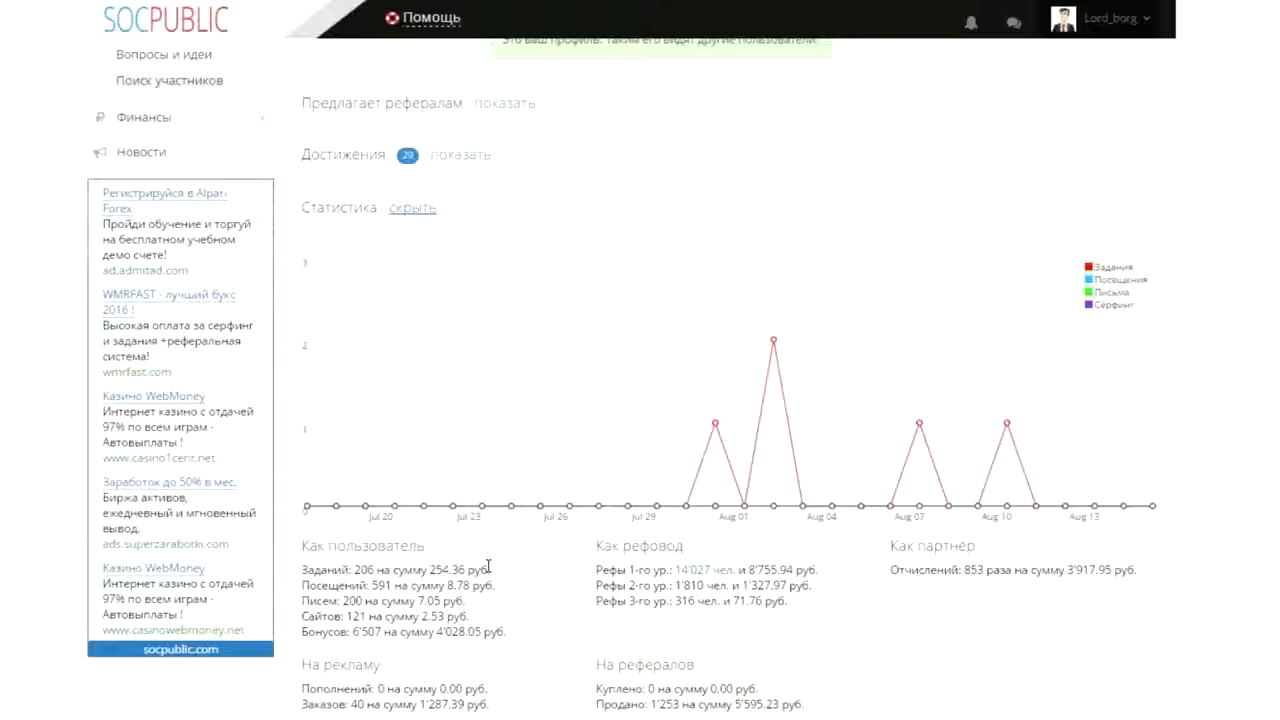 SOCPUBLIC
Помощь
Lord_borg
Вопросы и идеи
Поиск участников
Финансы
Новости
Это ваш профиль. Таким его видят другие пользователи.
Предлагает рефералам показать
Достижения 29 показать
Статистика скрыть
Регистрируйся в Alpari
Forex
Пройди обучение и торгуй
на бесплатном учебном
демо счете!
ad.admitad.com
WMRFAST - лучший букс
2016 !
Высокая оплата за серфинг
и задания +реферальная
система!
wmrfast.com
Казино WebMoney
Интернет казино с отдачей
97% по всем играм -
Автовыплаты !
www.casino1cent.net
Заработок до 50% в мес.
Биржа активов,
ежедневный и мгновенный
вывод.
ads.superzarabotki.com
Казино WebMoney
Интернет казино с отдачей
97% по всем играм -
Автовыплаты !
www.casinowebmoney.net
socpublic.com
3
2
1
0
Задания
Посещения
Письма
Сёрфинг
Jul 20 Jul 23 Jul 26 Jul 29 Aug 01 Aug 04 Aug 07 Aug 10 Aug 13
Как пользователь
Заданий: 206 на сумму 254.36 руб.
Посещений: 591 на сумму 8.78 руб.
Писем: 200 на сумму 7.05 руб.
Сайтов: 121 на сумму 2.53 руб.
Бонусов: 6'507 на сумму 4'028.05 руб.
Как рефовод
Рефы 1-го ур.: 14'027 чел. и 8'755.94 руб.
Рефы 2-го ур.: 1'810 чел. и 1'327.97 руб.
Рефы 3-го ур.: 316 чел. и 71.76 руб.
Как партнёр
Отчислений: 853 раза на сумму 3'917.95 руб.
На рекламу
Пополнений: 0 на сумму 0.00 руб.
Заказов: 40 на сумму 1'287.39 руб.
На рефералов
Куплено: 0 на сумму 0.00 руб.
Продано: 1'253 на сумму 5'595.23 руб.